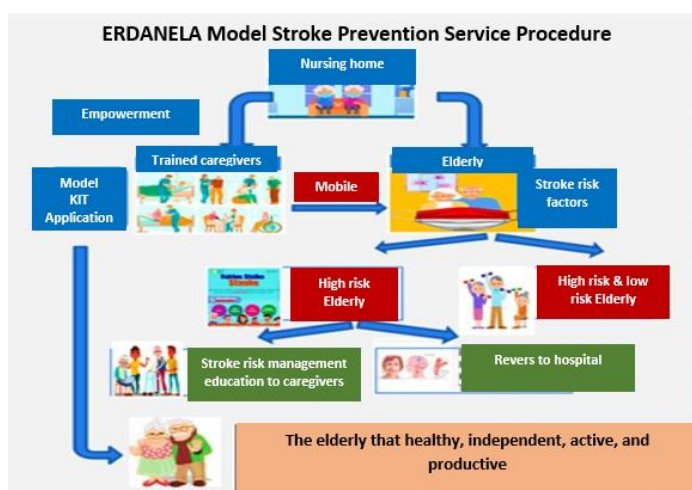 ERDANELA Model Stroke Prevention Service Procedure
Nursing home
Empowerment
Trained caregivers
Elderly
Model
KIT
Application
Mobile
Stroke risk
factors
High risk
Elderly
High risk & low
risk Elderly
Stroke risk management
education to caregivers
Revers to hospital
The elderly that healthy, independent, active, and
productive